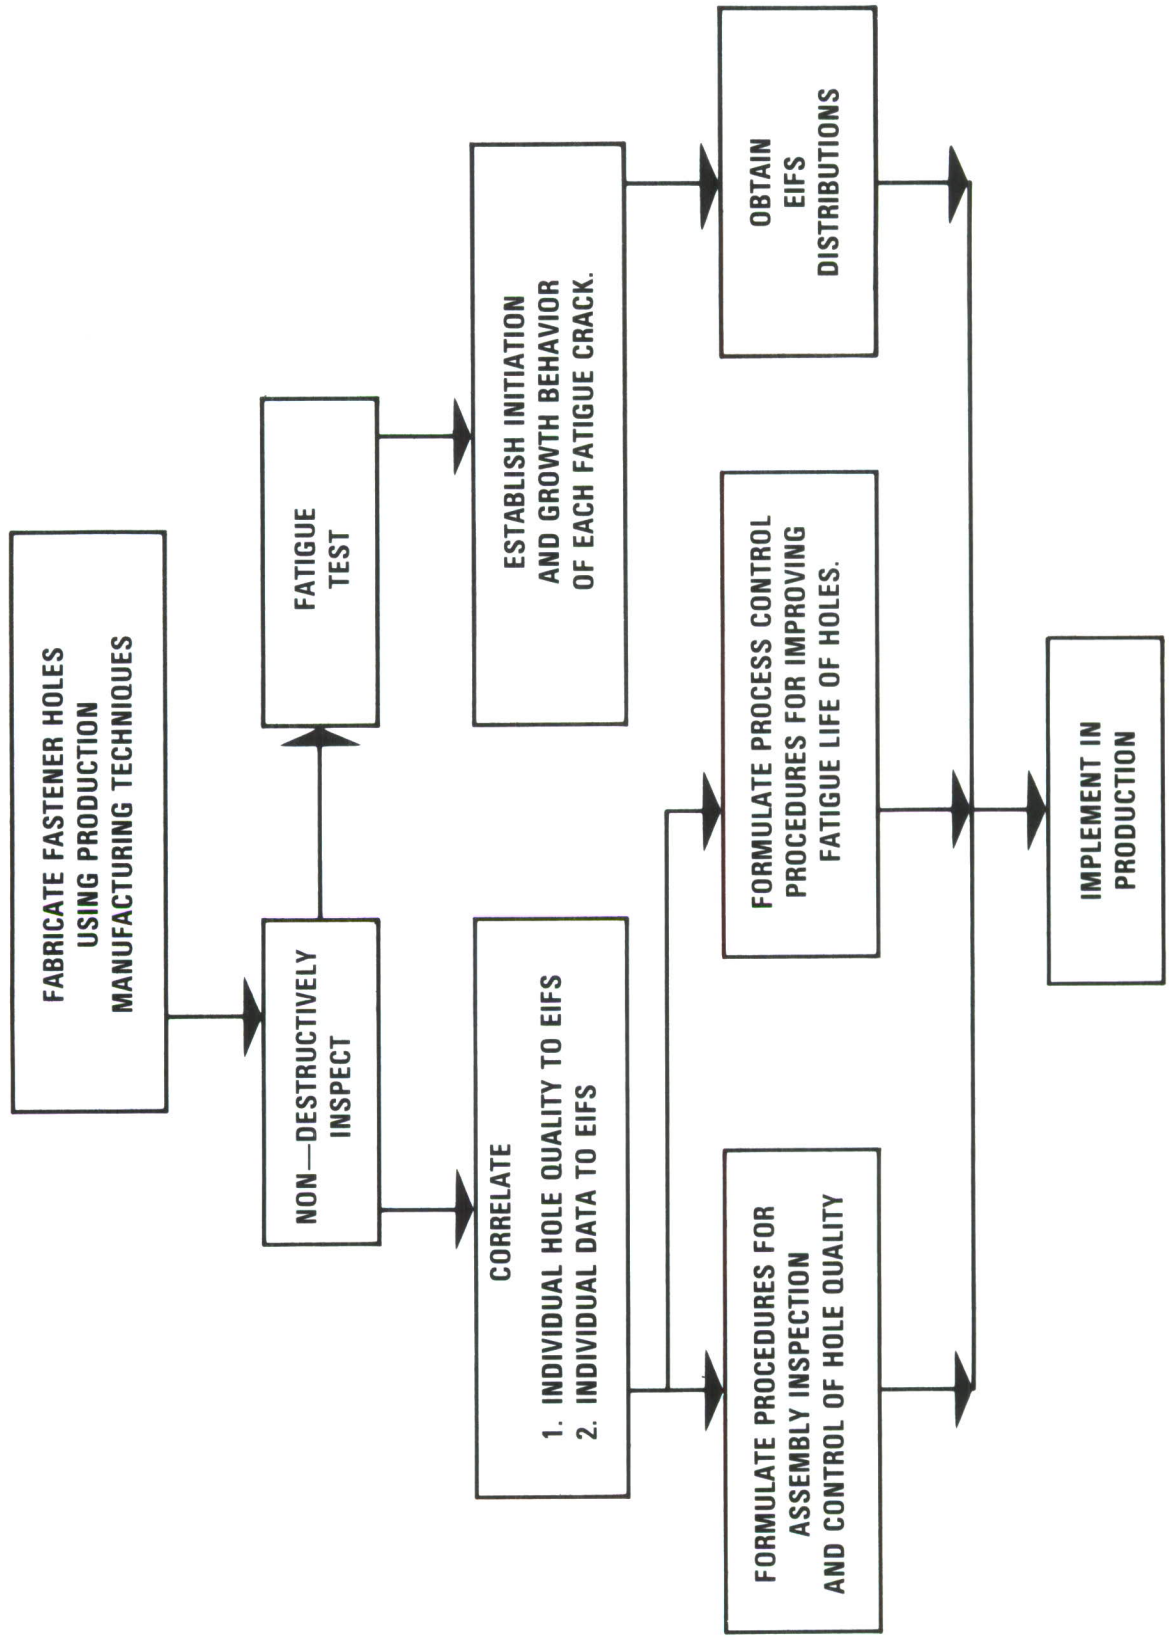 FABRICATE FASTENER HOLES
USING PRODUCTION
MANUFACTURING TECHNIQUES
NON—DESTRUCTIVELY
INSPECT
FATIGUE
TEST
CORRELATE
1. INDIVIDUAL HOLE QUALITY TO EIFS
2. INDIVIDUAL DATA TO EIFS
ESTABLISH INITIATION
AND GROWTH BEHAVIOR
OF EACH FATIGUE CRACK.
FORMULATE PROCEDURES FOR
ASSEMBLY INSPECTION
AND CONTROL OF HOLE QUALITY
FORMULATE PROCESS CONTROL
PROCEDURES FOR IMPROVING
FATIGUE LIFE OF HOLES.
OBTAIN
EIFS
DISTRIBUTIONS
IMPLEMENT IN
PRODUCTION